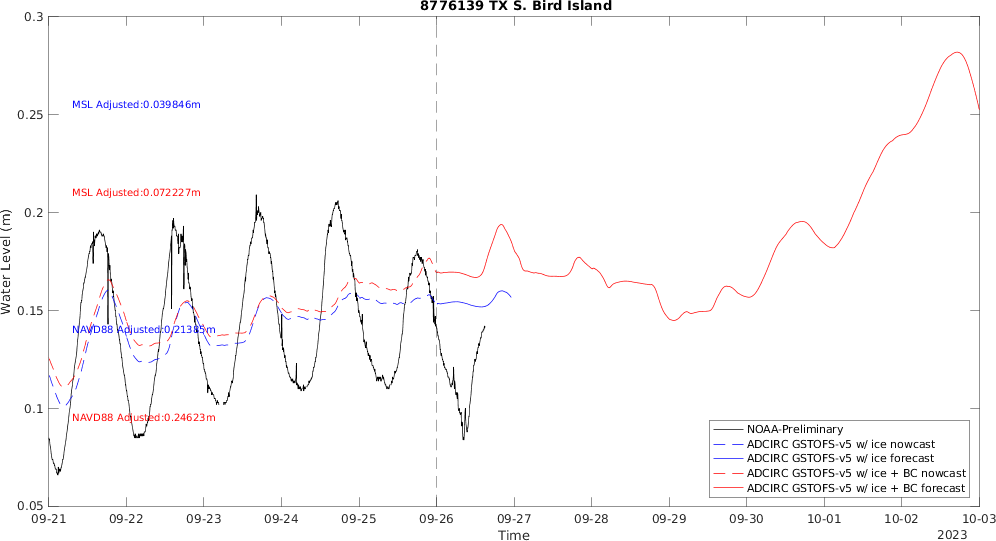 8776139 TX S. Bird Island
0.3
0.25
0.2
0.15
0.1
0.05
Water Level (m)
MSL Adjusted:0.039846m
MSL Adjusted:0.072227m
NAVD88 Adjusted:0.21385m
NAVD88 Adjusted:0.24623m
NOAA-Preliminary
ADCIRC GSTOFS-v5 w/ ice nowcast
ADCIRC GSTOFS-v5 w/ ice forecast
ADCIRC GSTOFS-v5 w/ ice + BC nowcast
ADCIRC GSTOFS-v5 w/ ice + BC forecast
09-21 09-22 09-23 09-24 09-25 09-26 09-27 09-28 09-29 09-30 10-01 10-02 10-03
Time
2023